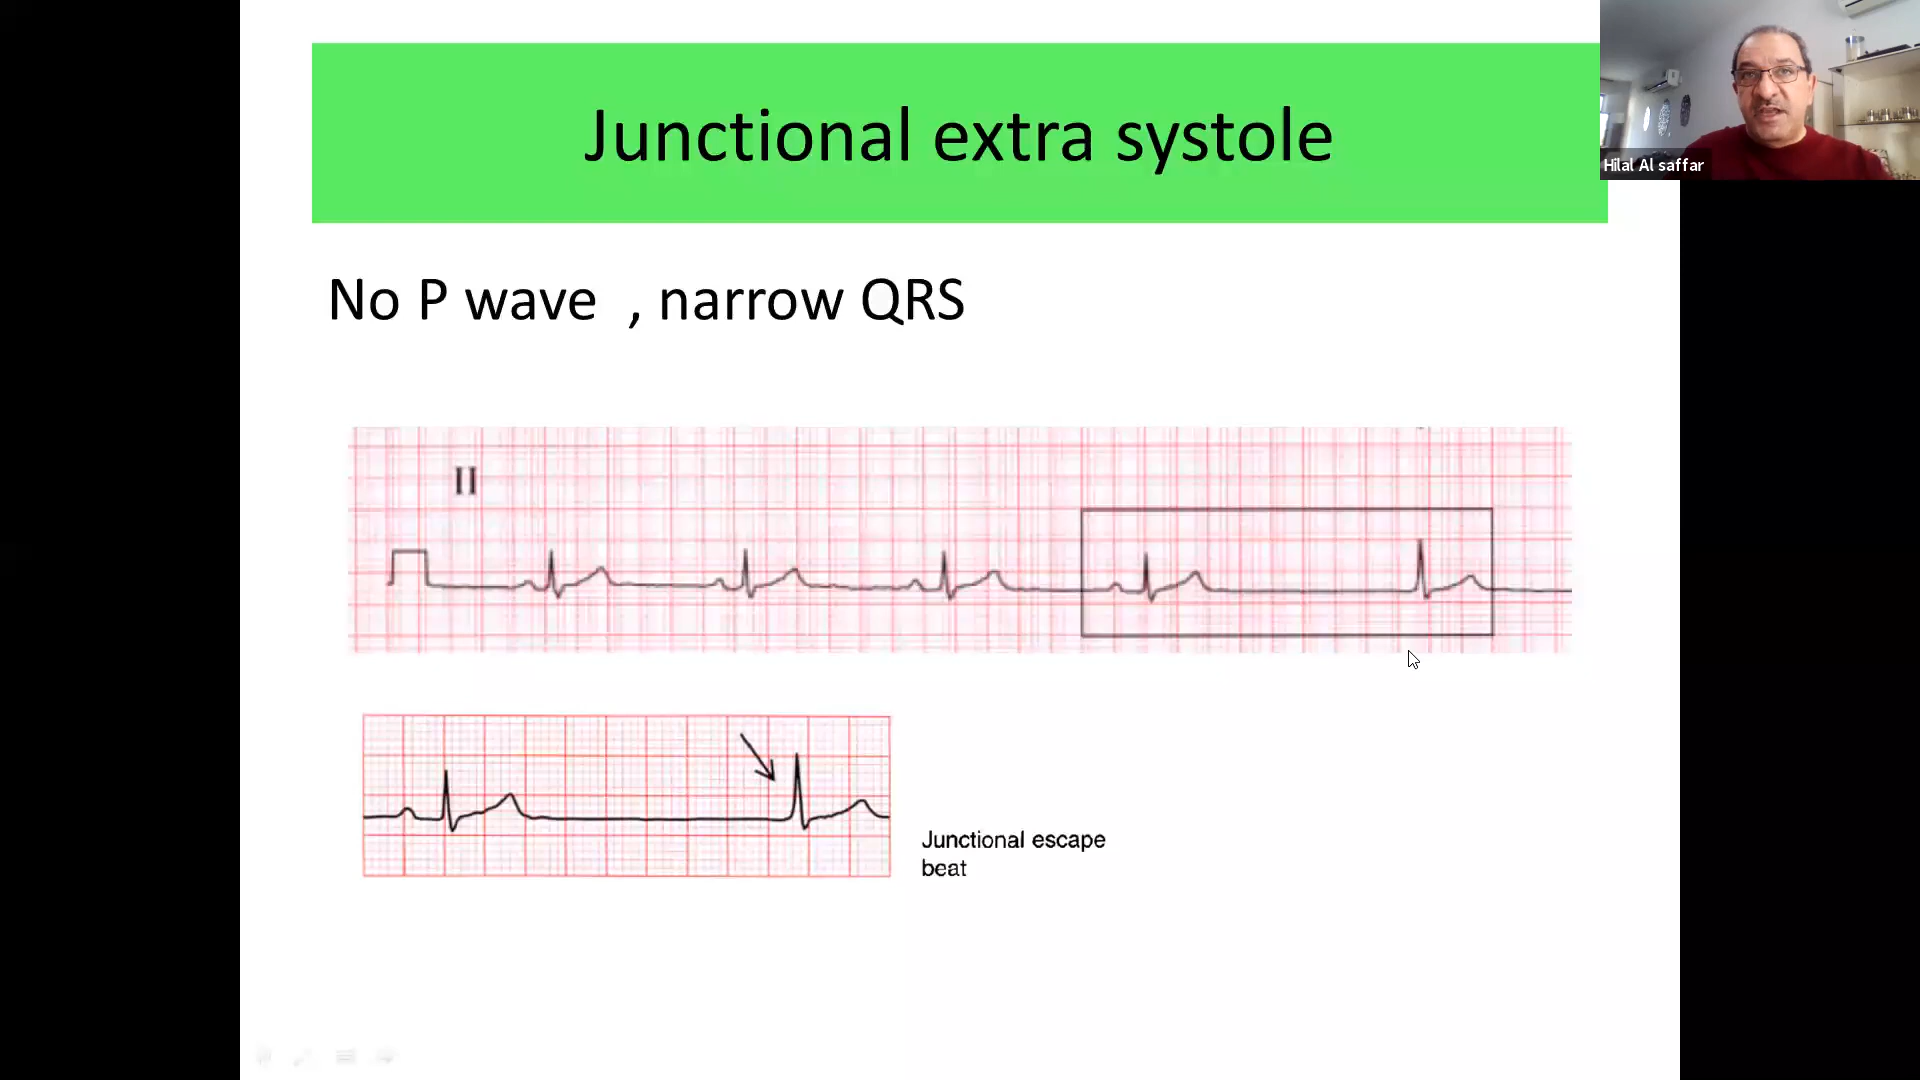 Junctional extra systole
Hilal Al saffar
No P wave , narrow QRS
II
Junctional escape
beat